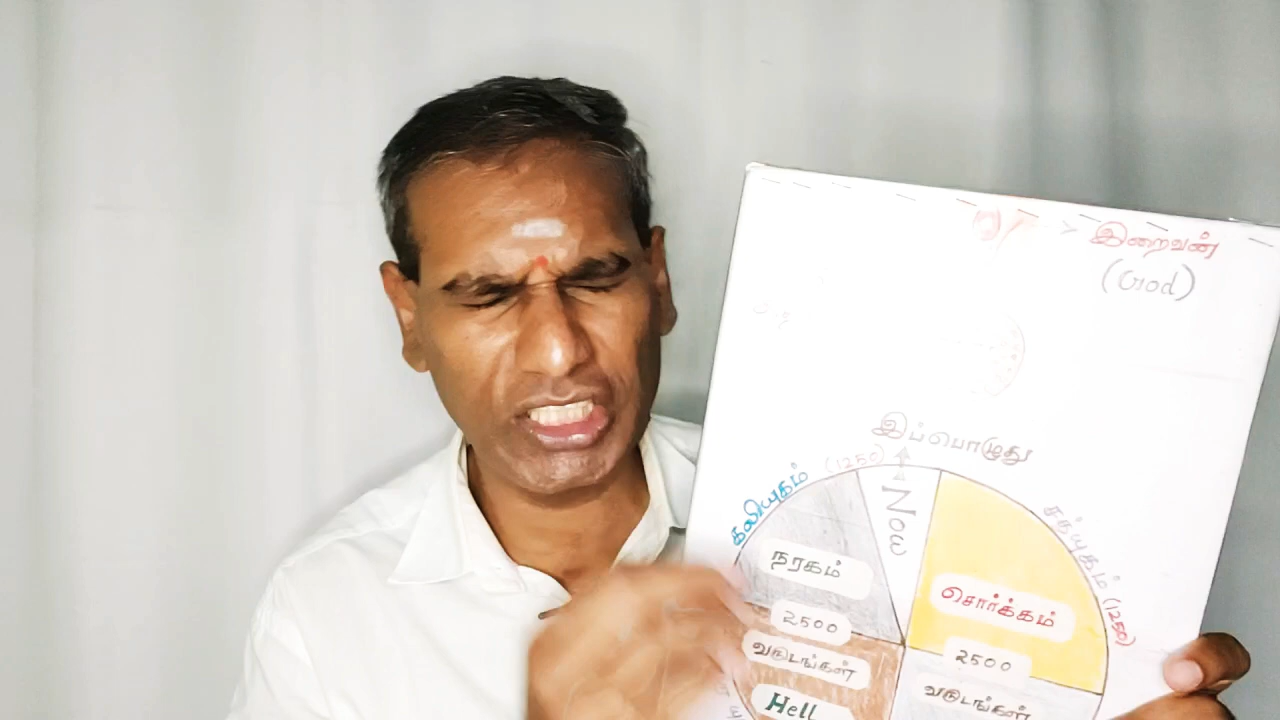 இறைவன்
(God)
இப்பொழுது
(1250)
கலியுகம்
Now
சத்யுகம் (1250)
நரகம்
சொர்க்கம்
2500
வருடங்கள்
Hell
2500
வருடங்கள்